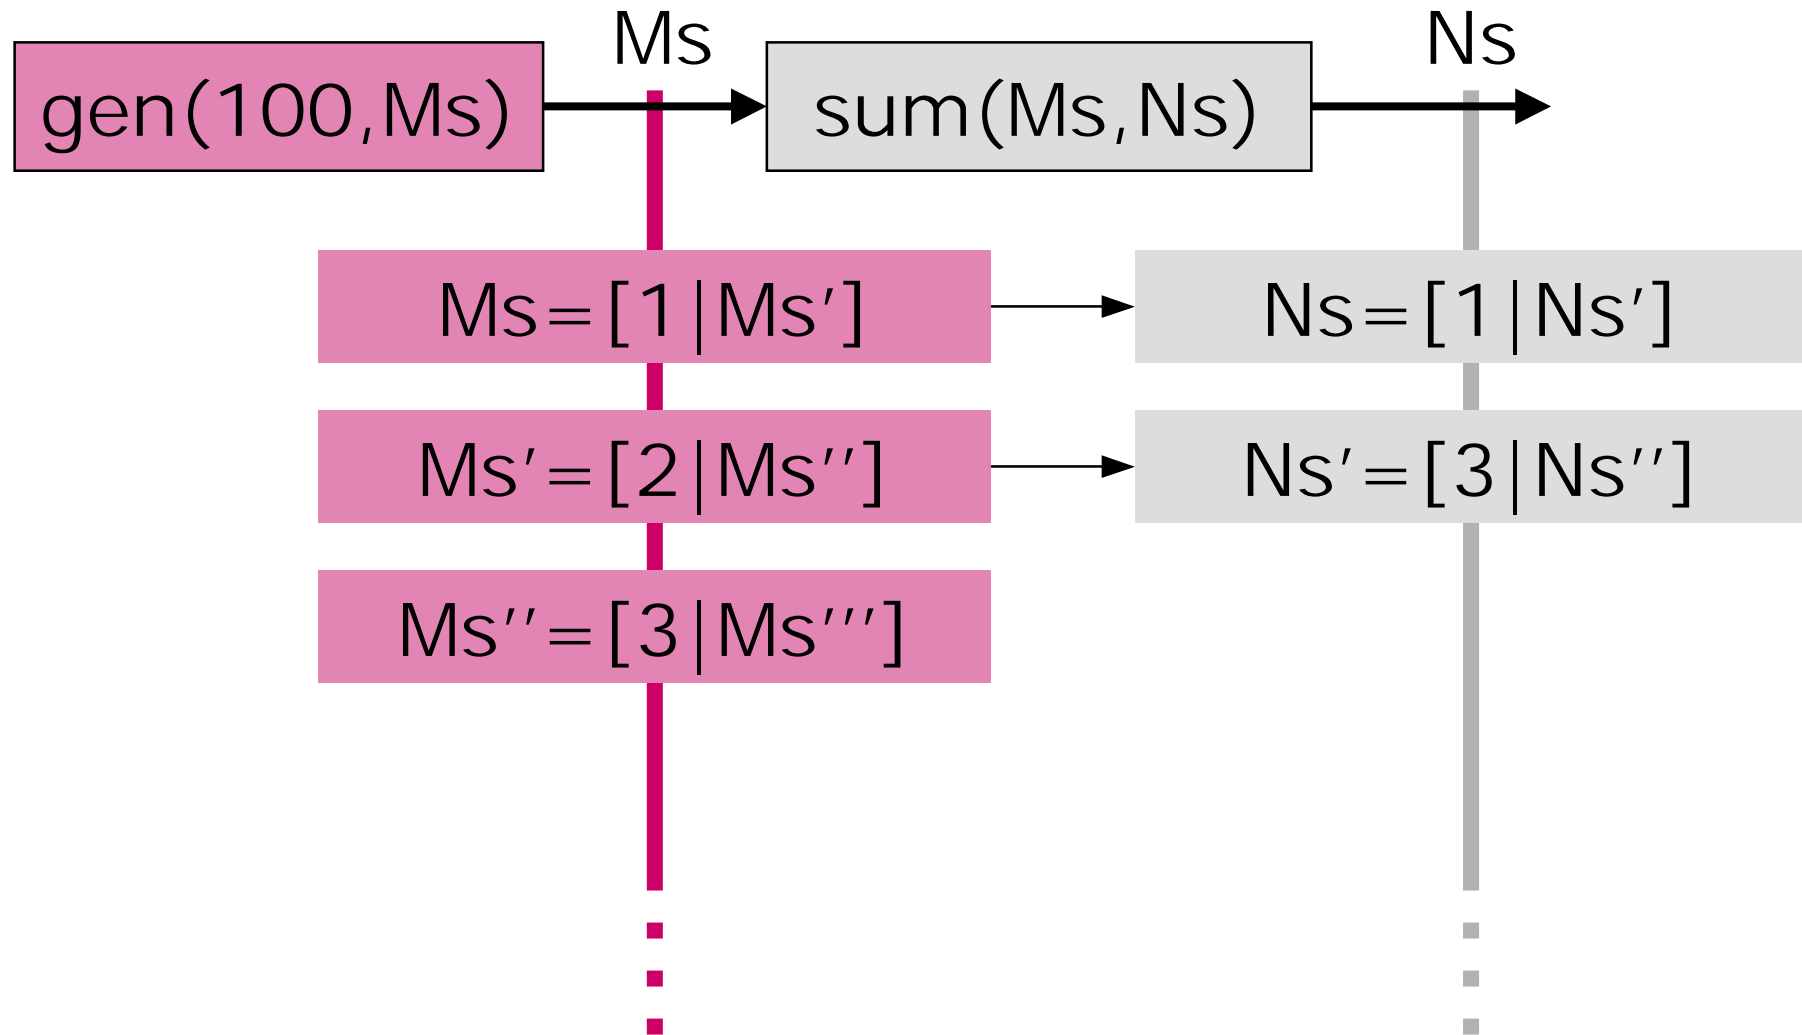 Ms Ns
gen(100,Ms) sum(Ms,Ns)
Ms=[1|Ms'] Ns=[1|Ns']
Ms'=[2|Ms''] Ns'=[3|Ns'']
Ms''=[3|Ms''']